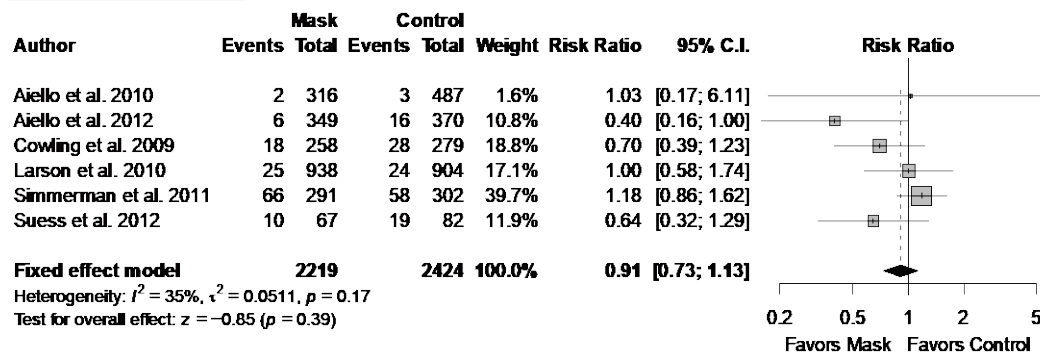 Mask Control
Author Events Total Events Total Weight Risk Ratio 95% C.I. Risk Ratio
Aiello et al. 2010 2 316 3 487 1.6% 1.03 [0.17; 6.11]
Aiello et al. 2012 6 349 16 370 10.8% 0.40 [0.16; 1.00]
Cowling et al. 2009 18 258 28 279 18.8% 0.70 [0.39; 1.23]
Larson et al. 2010 25 938 24 904 17.1% 1.00 [0.58; 1.74]
Simmerman et al. 2011 66 291 58 302 39.7% 1.18 [0.86; 1.62]
Suess et al. 2012 10 67 19 82 11.9% 0.64 [0.32; 1.29]
Fixed effect model 2219 2424 100.0% 0.91 [0.73; 1.13]
Heterogeneity: I² = 35%, τ² = 0.0511, p = 0.17
Test for overall effect: z = −0.85 (p = 0.39)
0.2 0.5 1 2 5
Favors Mask Favors Control